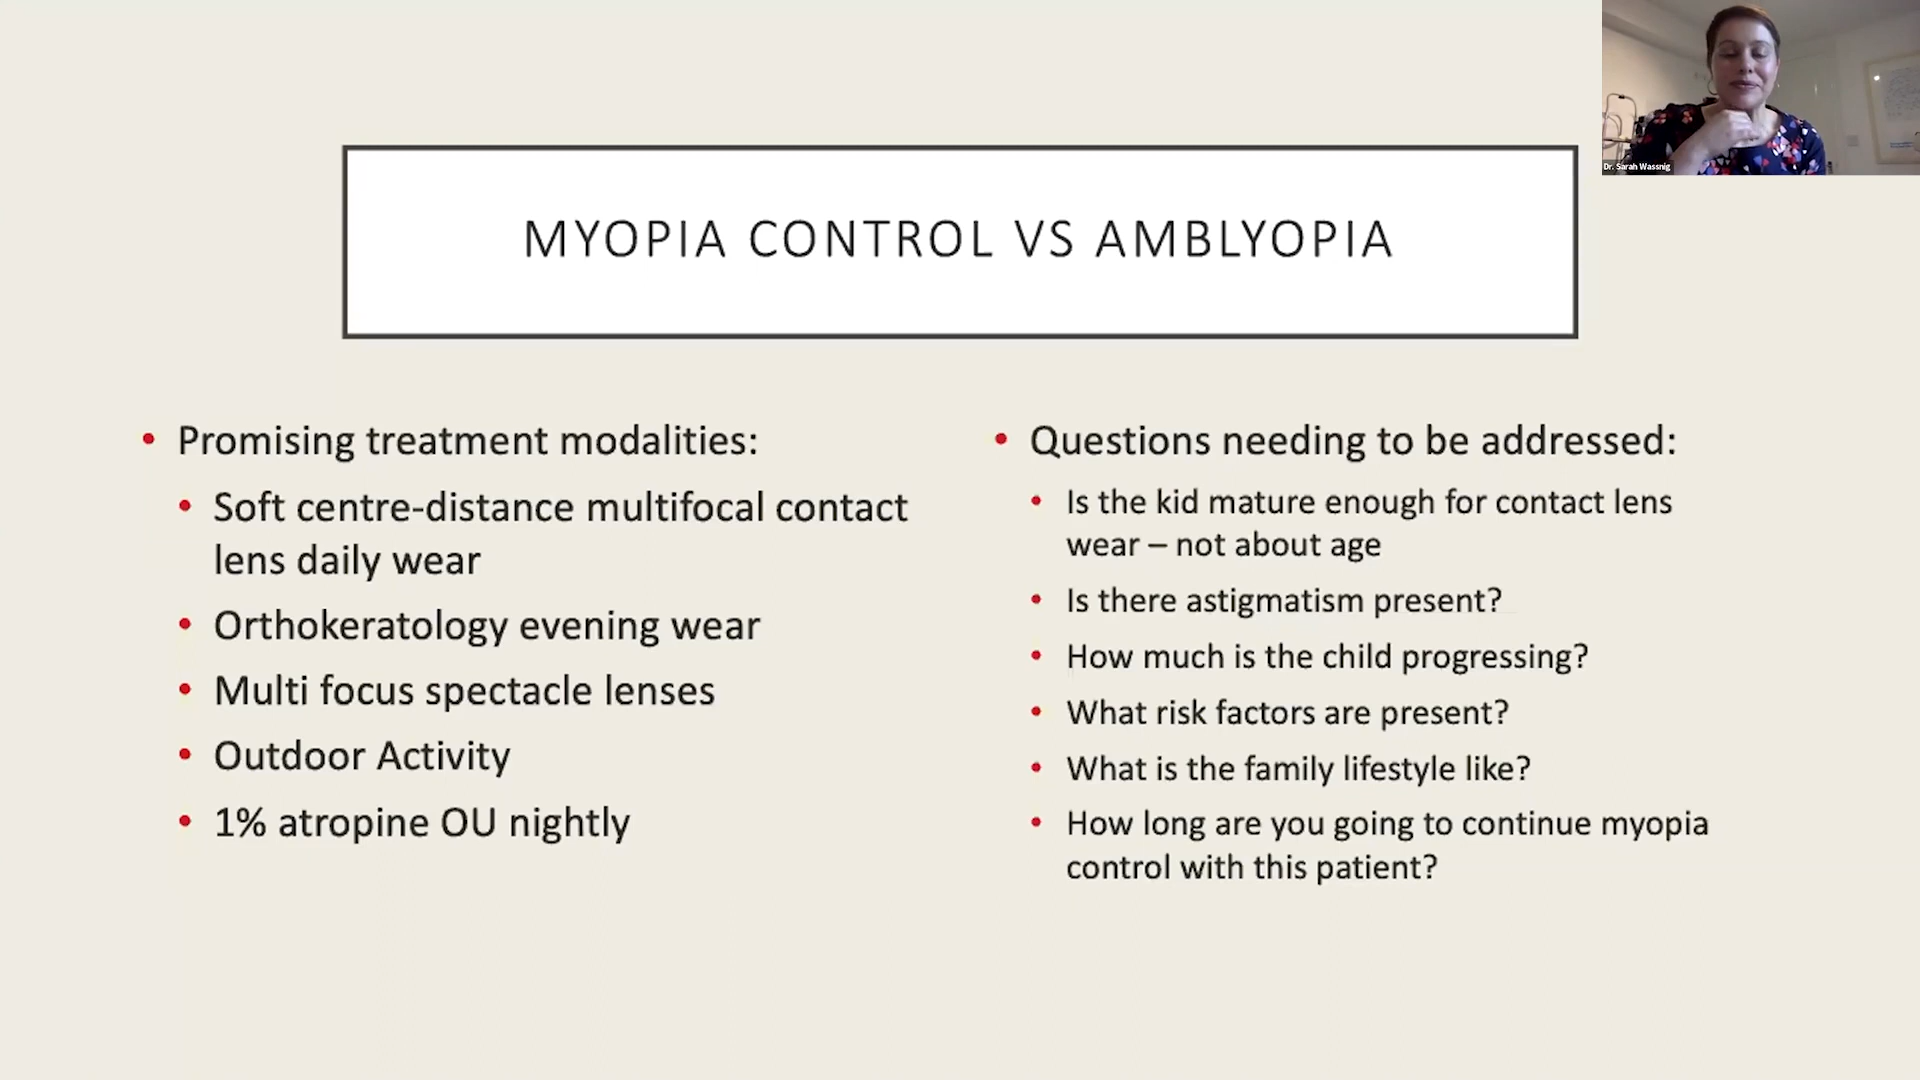 Dr. Sarah Wassnig
MYOPIA CONTROL VS AMBLYOPIA
• Promising treatment modalities:
• Soft centre-distance multifocal contact
lens daily wear
• Orthokeratology evening wear
• Multi focus spectacle lenses
• Outdoor Activity
• 1% atropine OU nightly
• Questions needing to be addressed:
• Is the kid mature enough for contact lens
wear – not about age
• Is there astigmatism present?
• How much is the child progressing?
• What risk factors are present?
• What is the family lifestyle like?
• How long are you going to continue myopia
control with this patient?